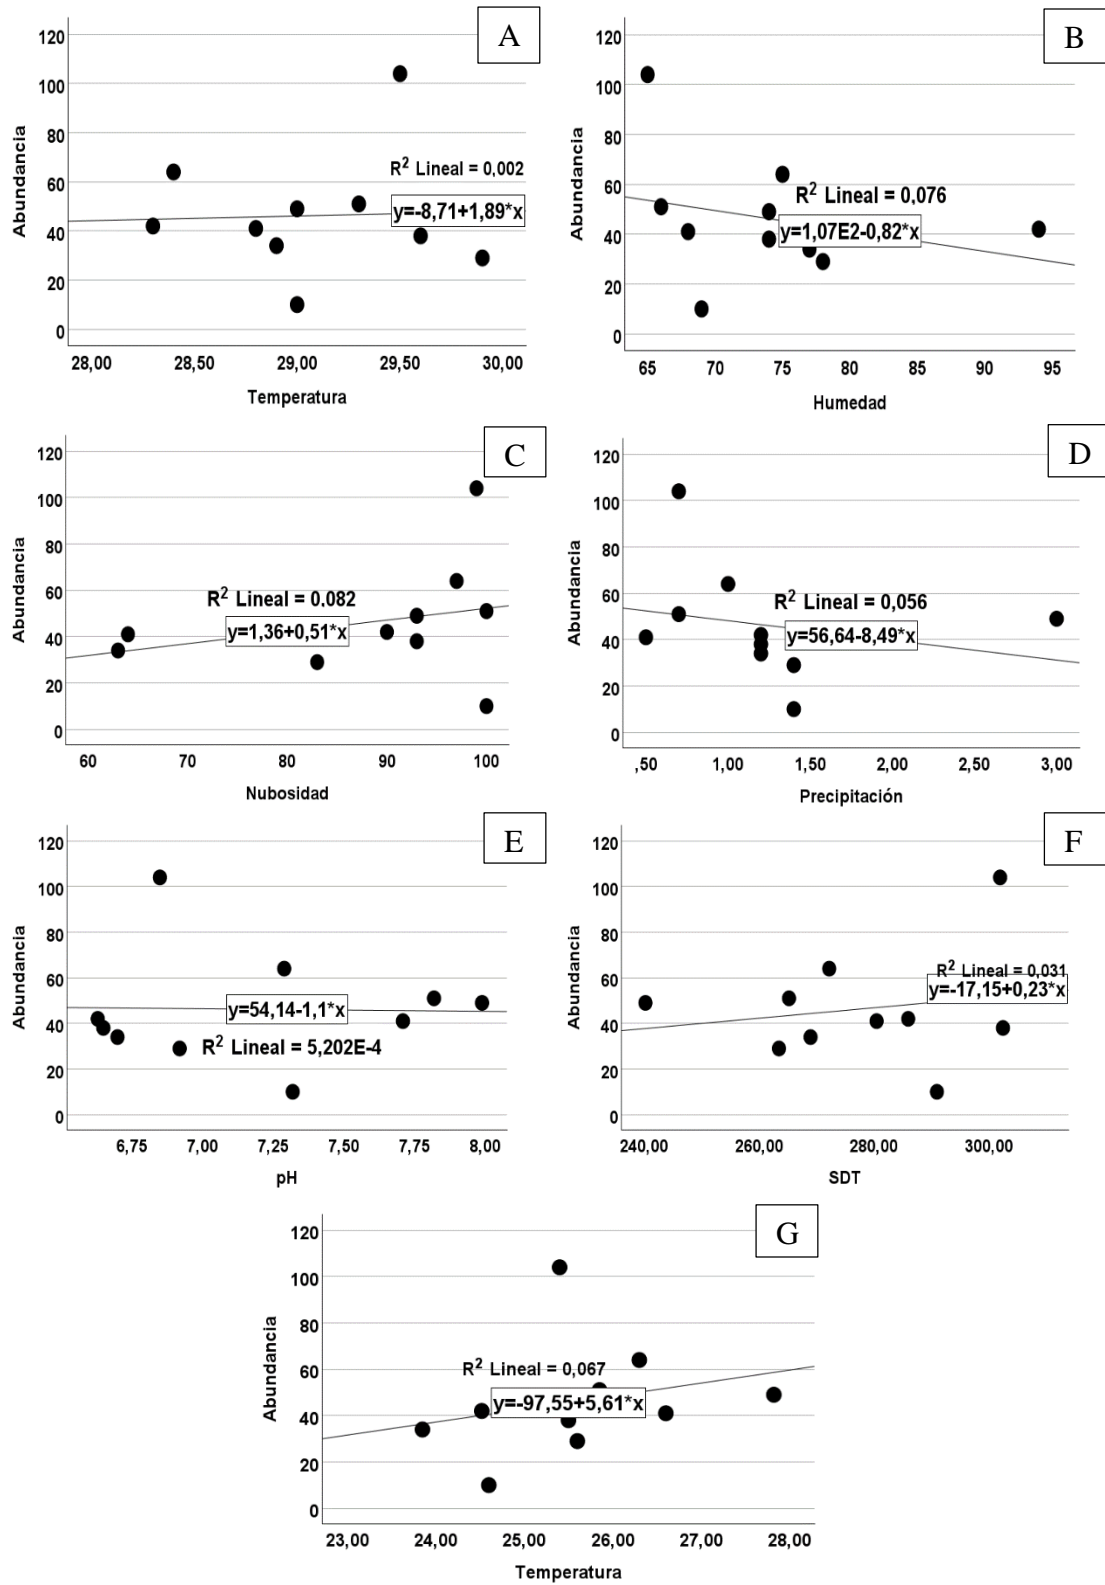 A
120
100
80
60
40
20
0
Abundancia
R² Lineal = 0,002
y=-8,71+1,89*x
28,00 28,50 29,00 29,50 30,00
Temperatura
B
120
100
80
60
40
20
0
Abundancia
R² Lineal = 0,076
y=1,07E2-0,82*x
65 70 75 80 85 90 95
Humedad
C
120
100
80
60
40
20
0
Abundancia
R² Lineal = 0,082
y=1,36+0,51*x
60 70 80 90 100
Nubosidad
D
120
100
80
60
40
20
0
Abundancia
R² Lineal = 0,056
y=56,64-8,49*x
,50 1,00 1,50 2,00 2,50 3,00
Precipitación
E
120
100
80
60
40
20
0
Abundancia
y=54,14-1,1*x
R² Lineal = 5,202E-4
6,75 7,00 7,25 7,50 7,75 8,00
pH
F
120
100
80
60
40
20
0
Abundancia
R² Lineal = 0,031
y=-17,15+0,23*x
240,00 260,00 280,00 300,00
SDT
G
120
100
80
60
40
20
0
Abundancia
R² Lineal = 0,067
y=-97,55+5,61*x
23,00 24,00 25,00 26,00 27,00 28,00
Temperatura